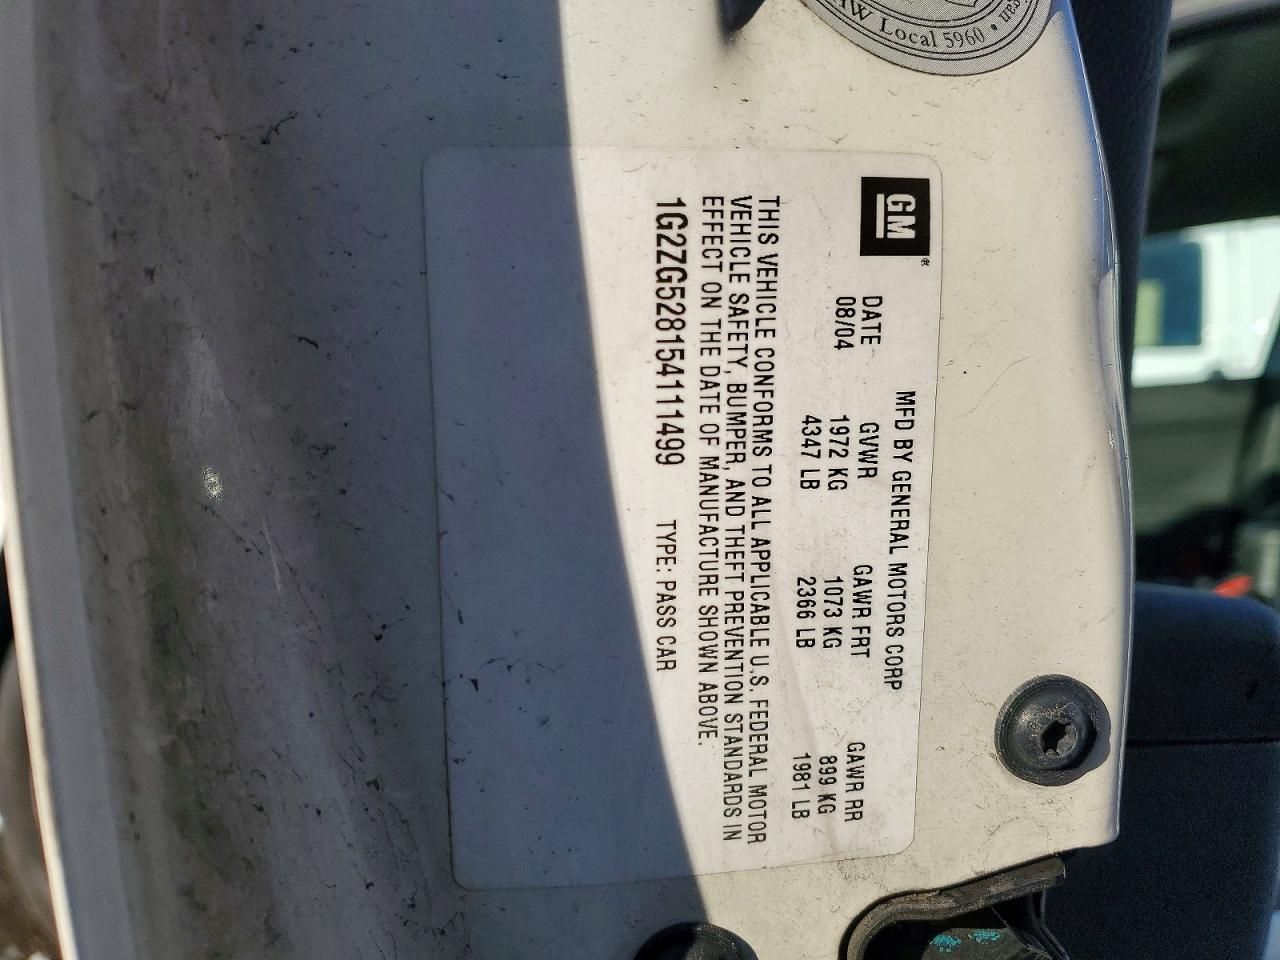 W Local 5960 •
GM
MFD BY GENERAL MOTORS CORP
DATE GVWR GAWR FRT GAWR RR
08/04 1972 KG 1073 KG 899 KG
4347 LB 2366 LB 1981 LB
THIS VEHICLE CONFORMS TO ALL APPLICABLE U.S. FEDERAL MOTOR
VEHICLE SAFETY, BUMPER, AND THEFT PREVENTION STANDARDS IN
EFFECT ON THE DATE OF MANUFACTURE SHOWN ABOVE.
1G2ZG528154111499 TYPE: PASS CAR